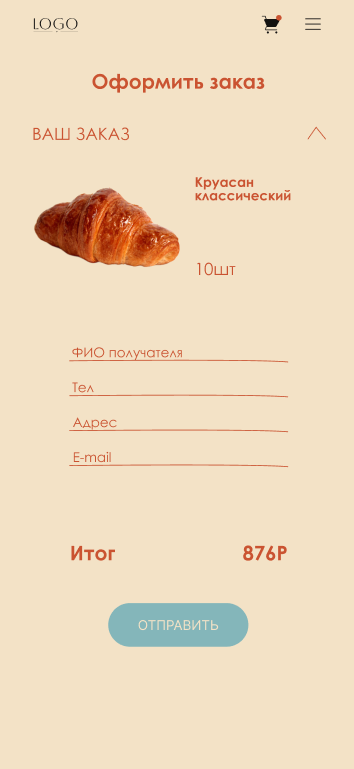 LOGO
Оформить заказ
ВАШ ЗАКАЗ
Круасан
классический
10шт
ФИО получателя
Тел
Адрес
E-mail
Итог 876Р
ОТПРАВИТЬ